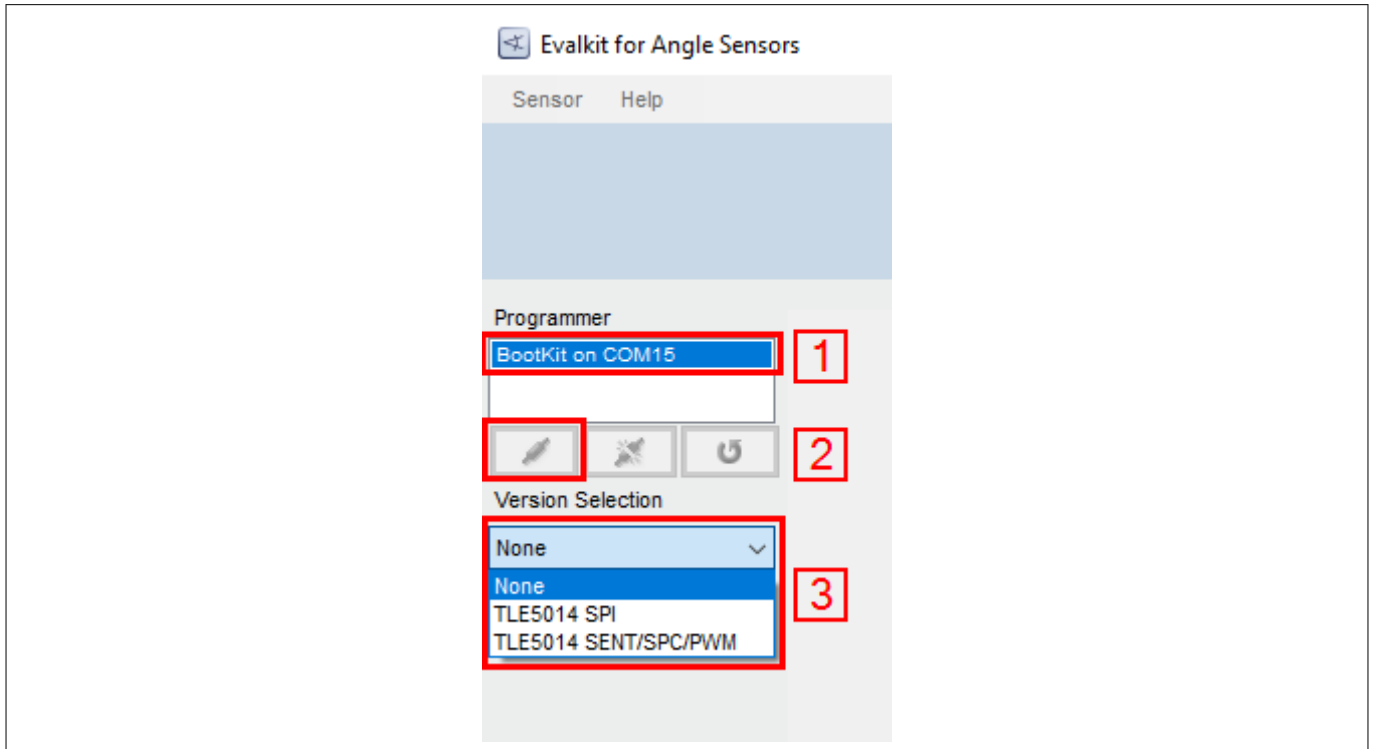 Evalkit for Angle Sensors
Sensor Help
Programmer
BootKit on COM15
1
2
Version Selection
None
None
TLE5014 SPI
3
TLE5014 SENT/SPC/PWM